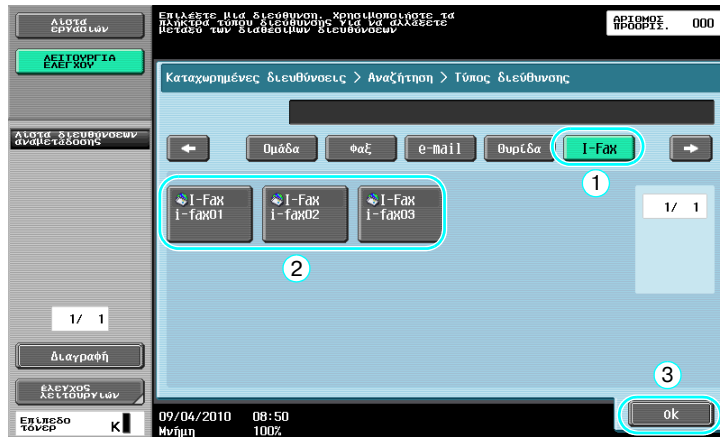 Λίστα
εργασιών
Επιλέξτε μια διεύθυνση. Χρησιμοποιήστε τα
πλήκτρα τύπου διεύθυνσης για να αλλάξετε
μεταξύ των διαθέσιμων διευθύνσεων
ΑΡΙΘΜΟΣ
ΠΡΟΟΡΙΣ.
000
ΛΕΙΤΟΥΡΓΙΑ
ΕΛΕΓΧΟΥ
Καταχωρημένες διευθύνσεις > Αναζήτηση > Τύπος διεύθυνσης
Λίστα διευθύνσεων
αναμετάδοσης
Ομάδα
Φαξ
e-mail
θυρίδα
I-Fax
1
I-Fax
i-fax01
I-Fax
i-fax02
I-Fax
i-fax03
1/ 1
2
1/ 1
Διαγραφή
3
έλεγχος
λειτουργιών
ok
Επίπεδο
τόνερ
K
09/04/2010 08:50
Μνήμη 100%